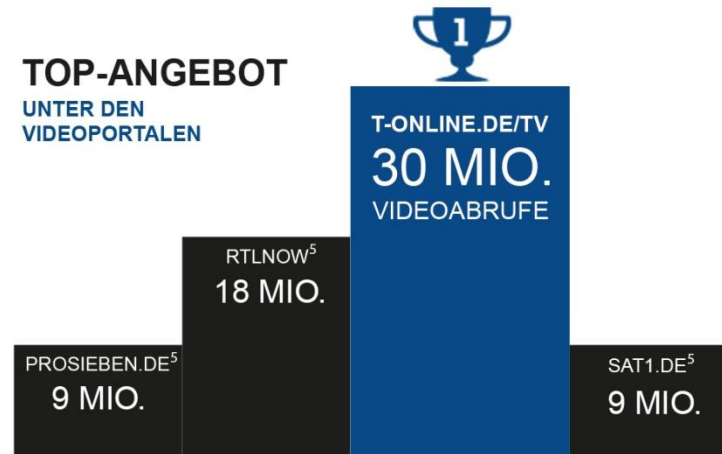 1
TOP-ANGEBOT
UNTER DEN
VIDEOPORTALEN
T-ONLINE.DE/TV
30 MIO.
VIDEOABRUFE
RTLNOW⁵
18 MIO.
PROSIEBEN.DE⁵
9 MIO.
SAT1.DE⁵
9 MIO.